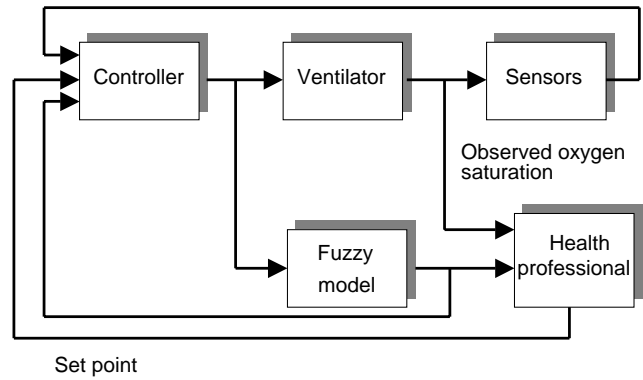 Controller
Ventilator
Sensors
Observed oxygen
saturation
Fuzzy
model
Health
professional
Set point